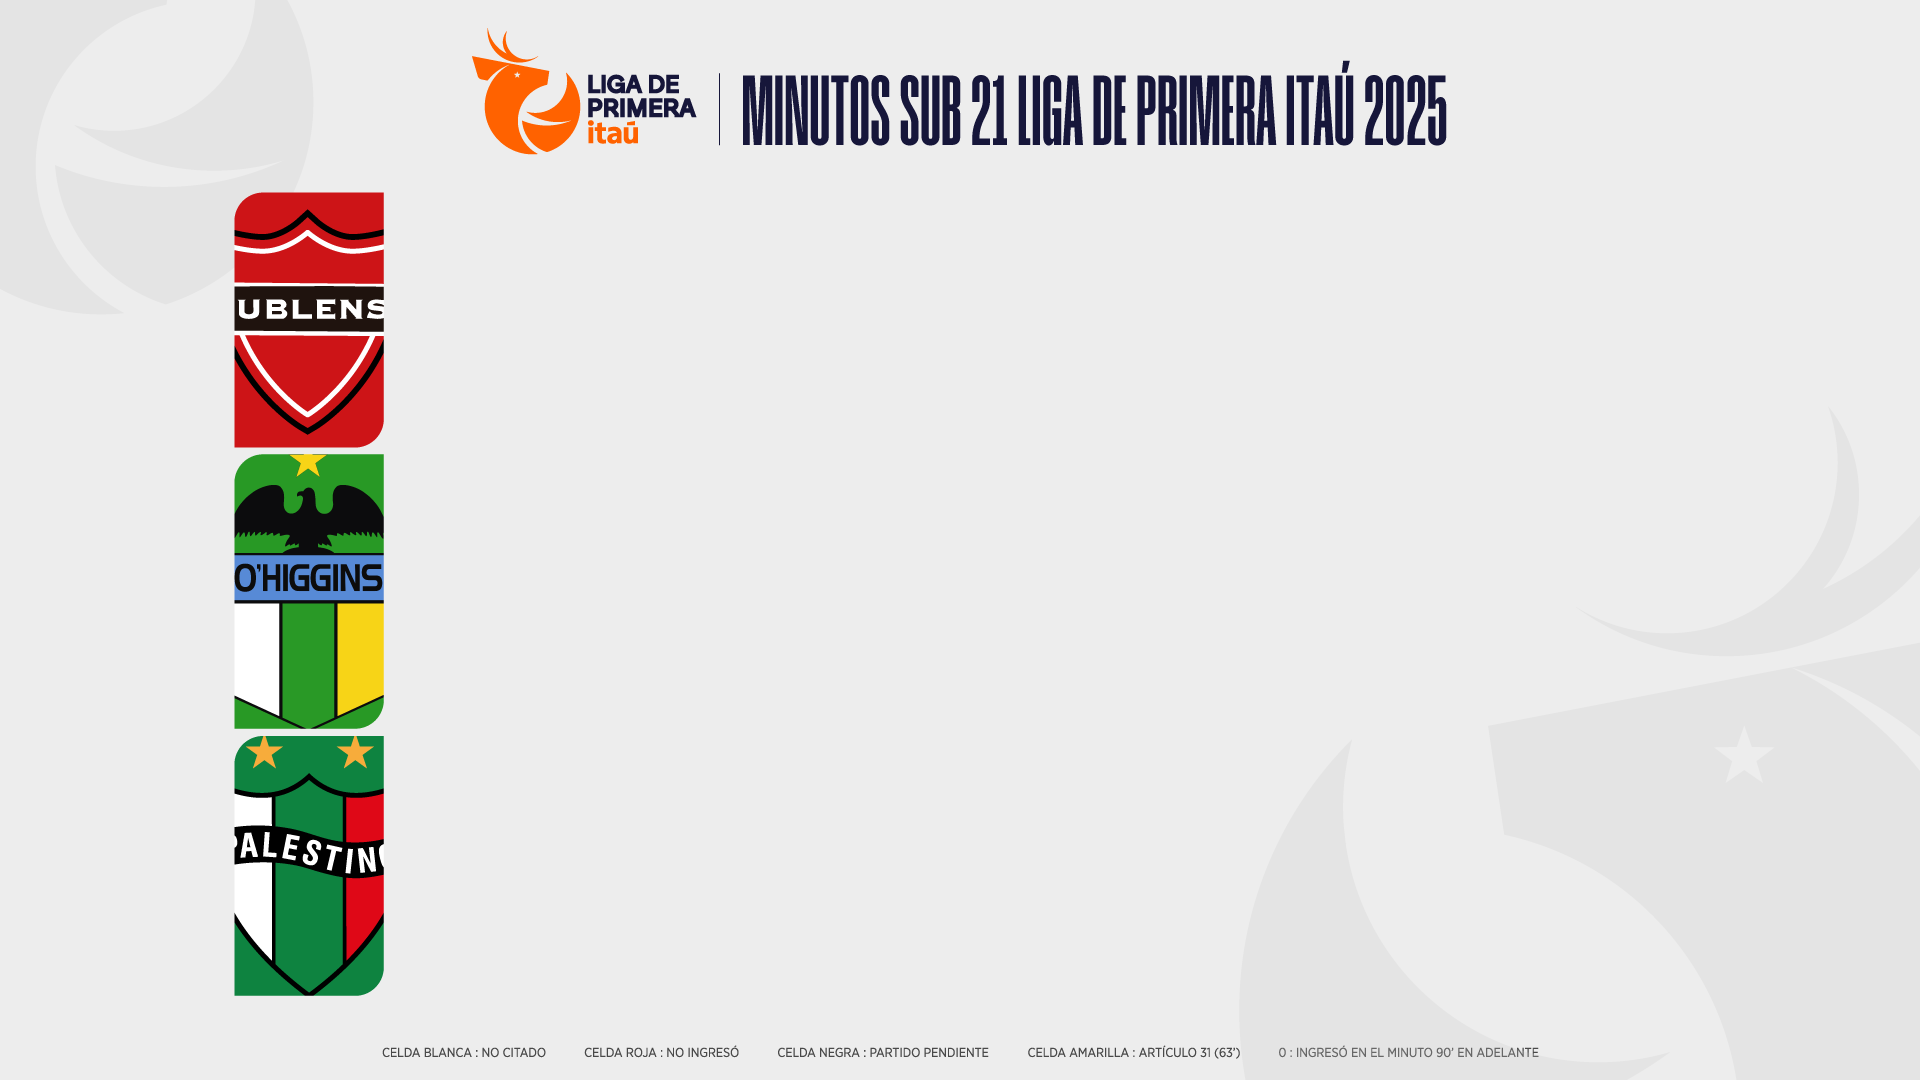 LIGA DE
PRIMERA
itaú
MINUTOS SUB 21 LIGA DE PRIMERA ITAÚ 2025
UBLENS
O'HIGGINS
PALESTINO
CELDA BLANCA : NO CITADO
CELDA ROJA : NO INGRESÓ
CELDA NEGRA : PARTIDO PENDIENTE
CELDA AMARILLA : ARTÍCULO 31 (63')
0 : INGRESÓ EN EL MINUTO 90' EN ADELANTE